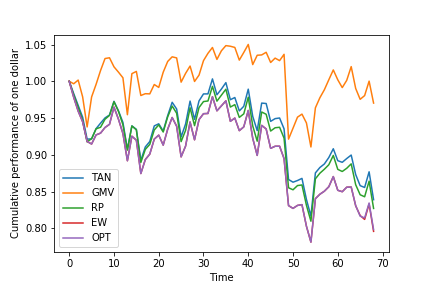 Cumulative performance of one dollar
1.05
1.00
0.95
0.90
0.85
0.80
TAN
GMV
RP
EW
OPT
0 10 20 30 40 50 60 70
Time